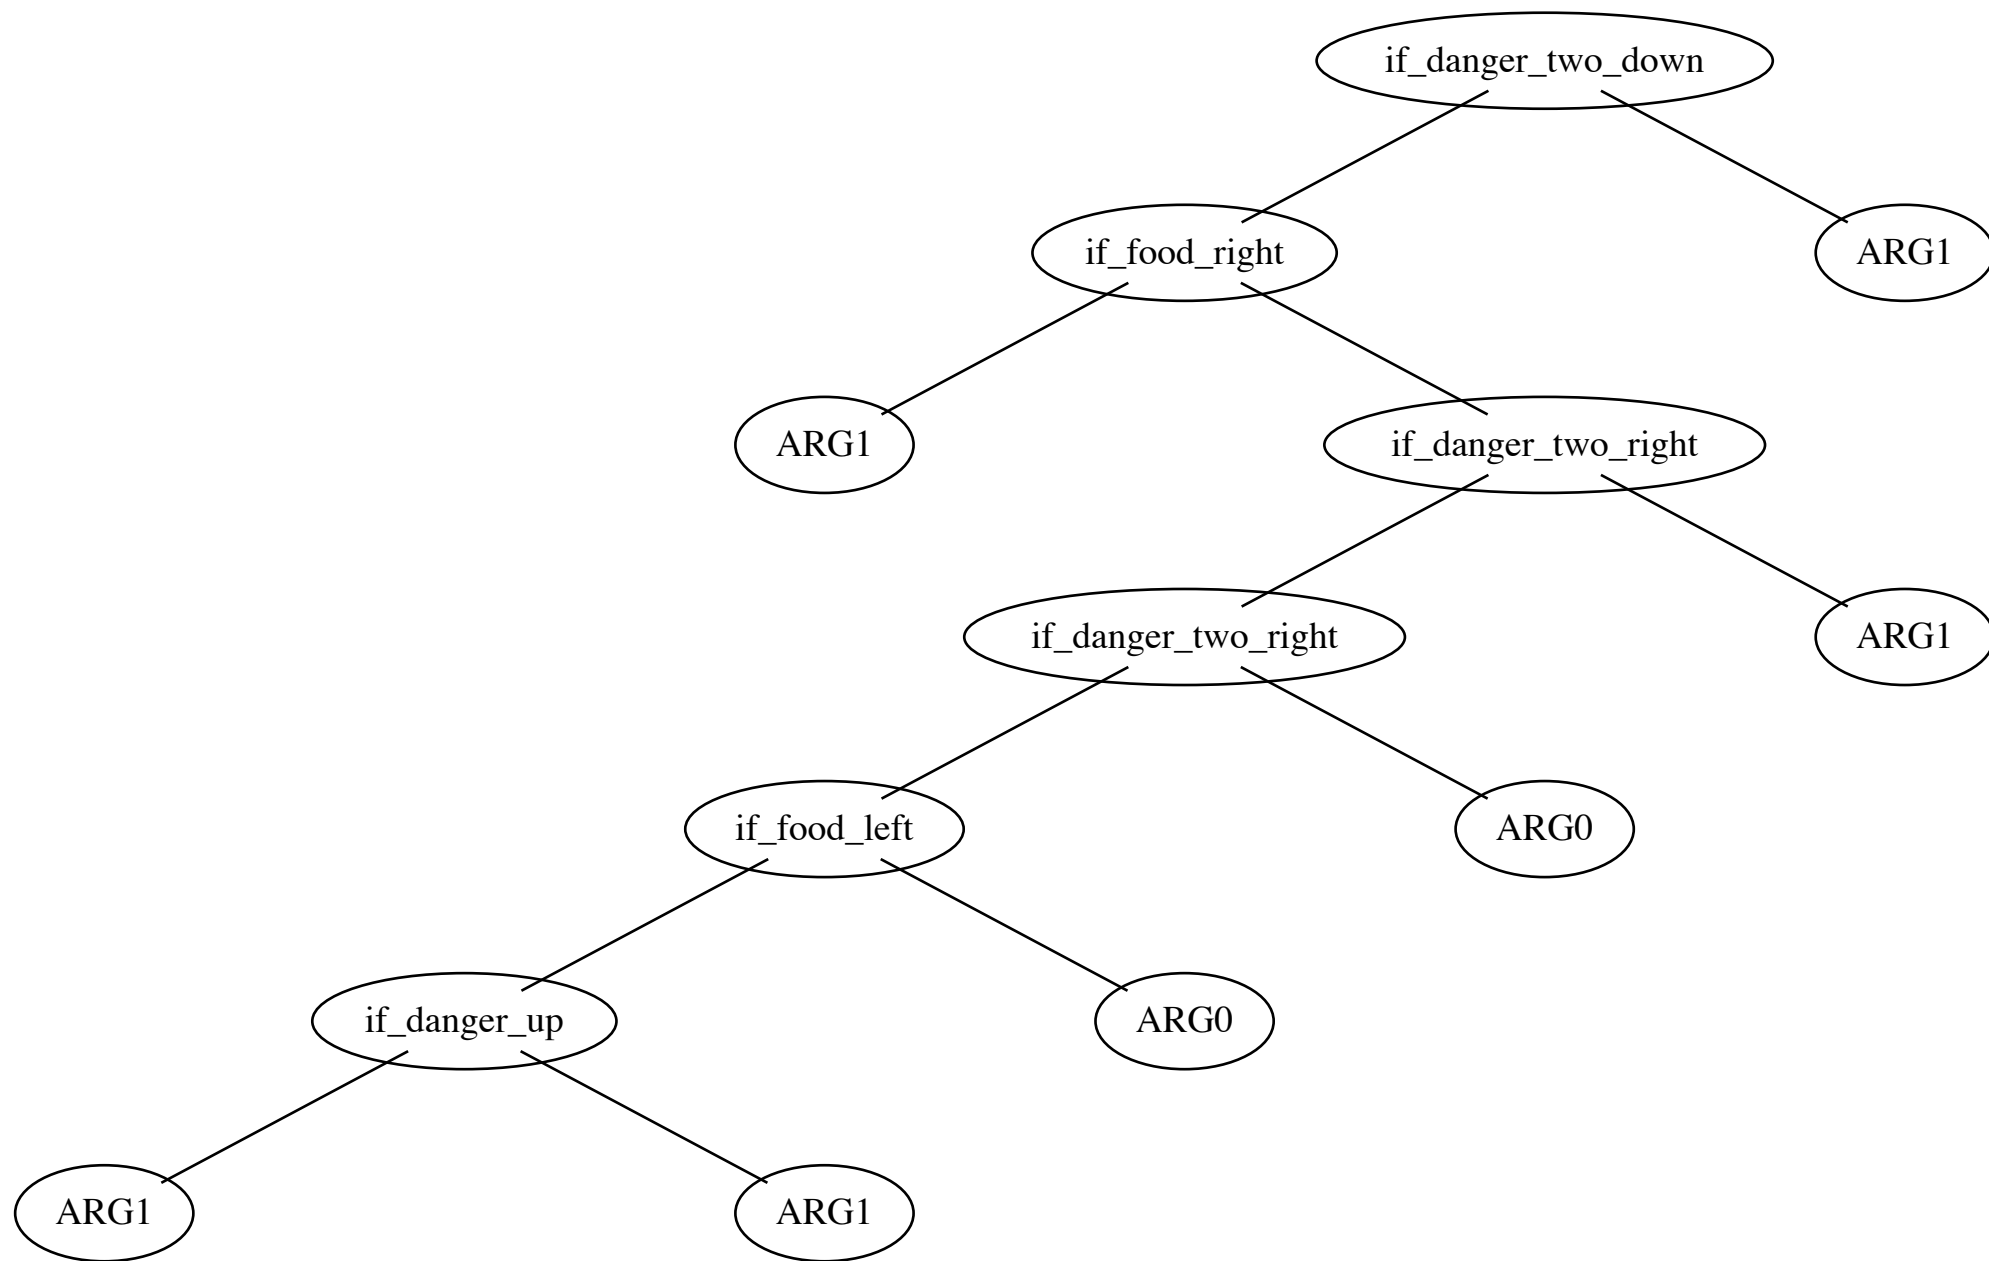 if_danger_two_down
if_food_right
ARG1
ARG1
if_danger_two_right
if_danger_two_right
ARG1
if_food_left
ARG0
if_danger_up
ARG0
ARG1
ARG1